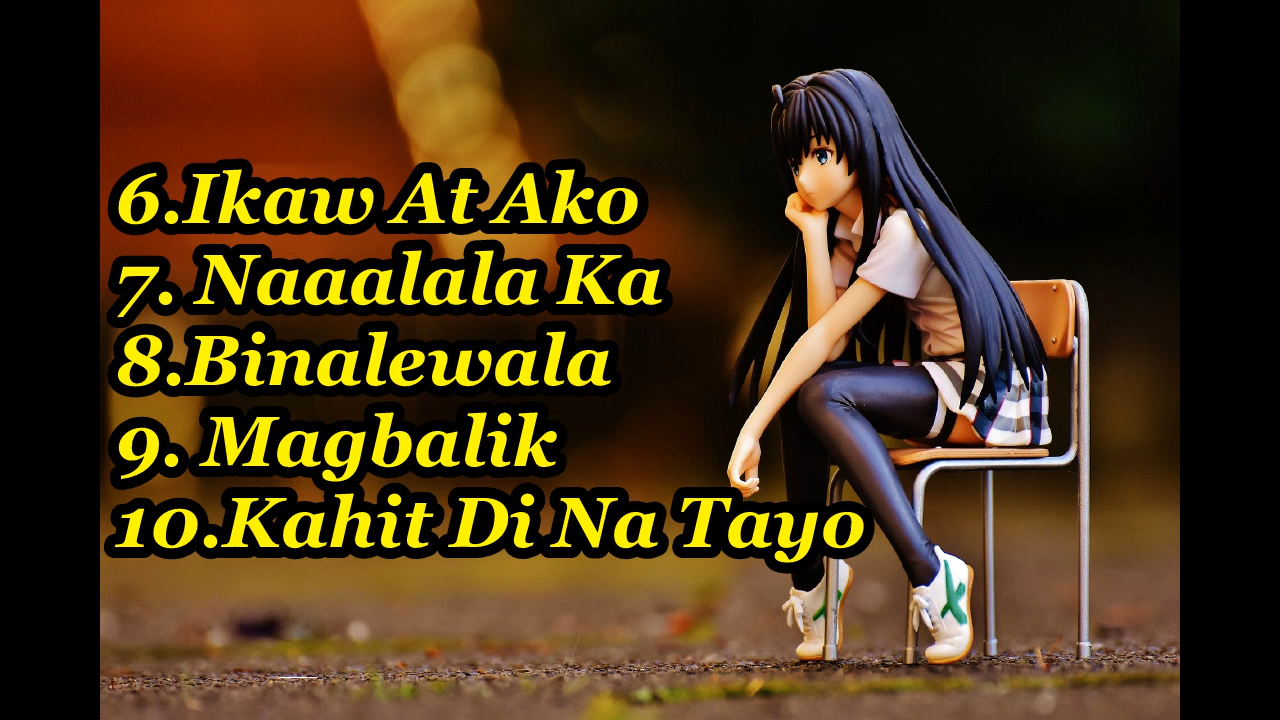 6.Ikaw At Ako
7. Naaalala Ka
8.Binalewala
9. Magbalik
10.Kahit Di Na Tayo